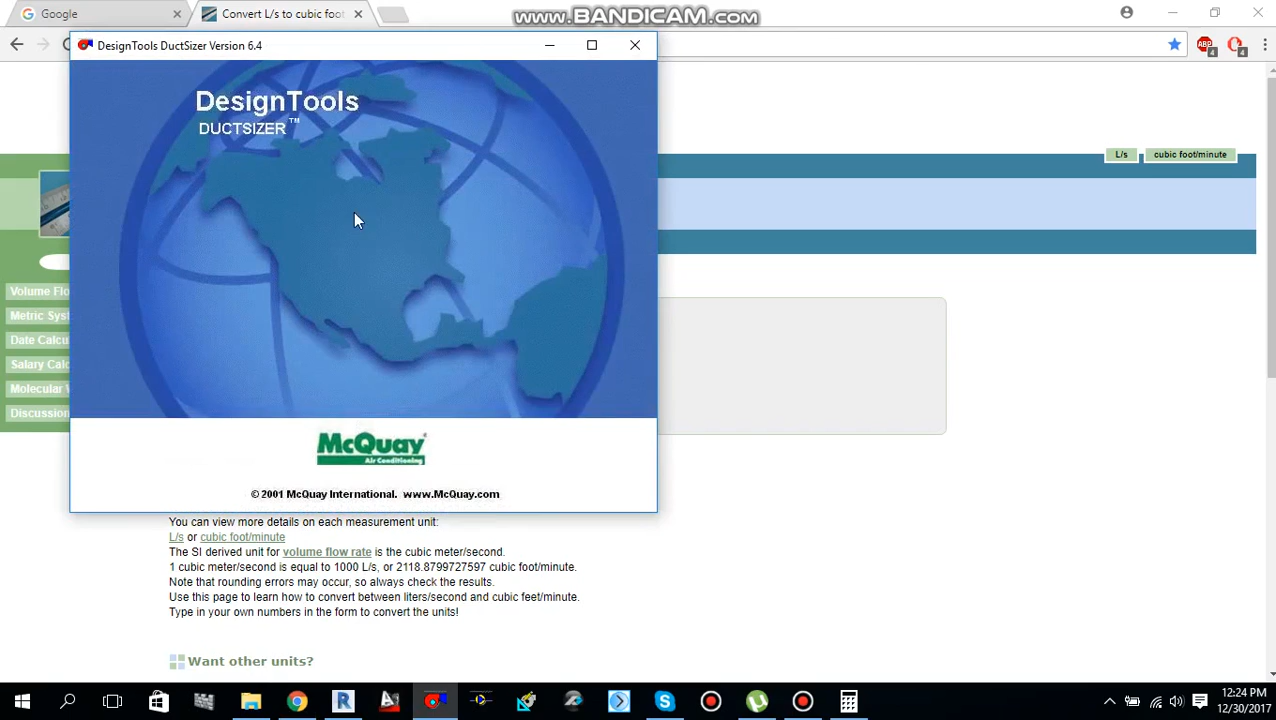 Google
Convert L/s to cubic foot
www.BANDICAM.com
DesignTools DuctSizer Version 6.4
ABP
4
4
DesignTools
DUCTSIZER™
L/s
cubic foot/minute
Volume Flo
Metric Syst
Date Calcu
Salary Calc
Molecular W
Discussion
McQuay
Air Conditioning
© 2001 McQuay International. www.McQuay.com
You can view more details on each measurement unit:
L/s or cubic foot/minute
The SI derived unit for volume flow rate is the cubic meter/second.
1 cubic meter/second is equal to 1000 L/s, or 2118.8799727597 cubic foot/minute.
Note that rounding errors may occur, so always check the results.
Use this page to learn how to convert between liters/second and cubic feet/minute.
Type in your own numbers in the form to convert the units!
Want other units?
12:24 PM
12/30/2017